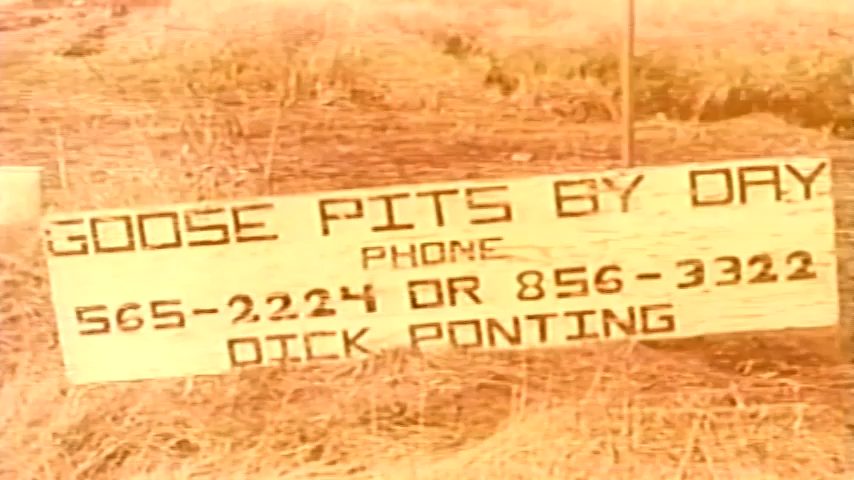 GOOSE PITS BY DAY
PHONE
565-2224 OR 856-3322
DICK PONTING